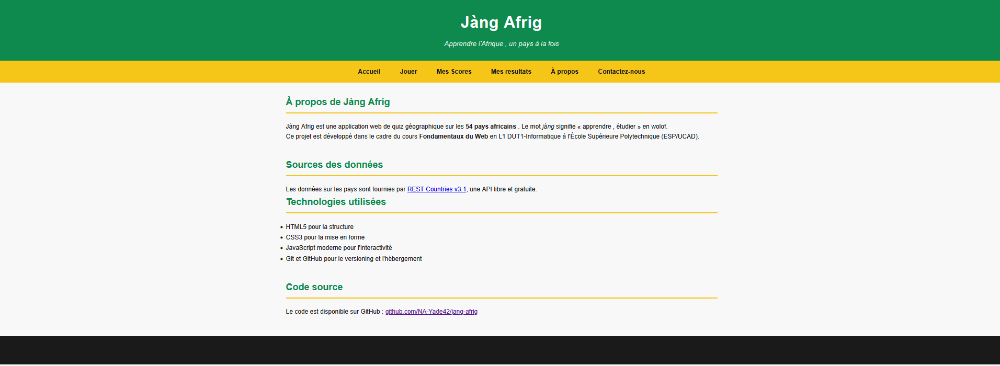 Jàng Afrig
Apprendre l'Afrique , un pays à la fois
Accueil Jouer Mes Scores Mes resultats À propos Contactez-nous
À propos de Jàng Afrig
Jàng Afrig est une application web de quiz géographique sur les 54 pays africains . Le mot jàng signifie « apprendre , étudier » en wolof.
Ce projet est développé dans le cadre du cours Fondamentaux du Web en L1 DUT1-Informatique à l'École Supérieure Polytechnique (ESP/UCAD).
Sources des données
Les données sur les pays sont fournies par REST Countries v3.1, une API libre et gratuite.
Technologies utilisées
• HTML5 pour la structure
• CSS3 pour la mise en forme
• JavaScript moderne pour l'interactivité
• Git et GitHub pour le versioning et l'hébergement
Code source
Le code est disponible sur GitHub : github.com/NA-Yade42/jang-afrig